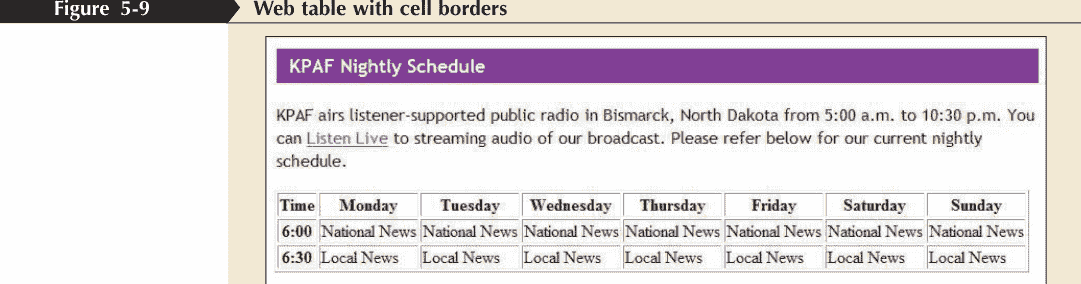 Figure 5-9 Web table with cell borders
KPAF Nightly Schedule
KPAF airs listener-supported public radio in Bismarck, North Dakota from 5:00 a.m. to 10:30 p.m. You
can Listen Live to streaming audio of our broadcast. Please refer below for our current nightly
schedule.
Time Monday Tuesday Wednesday Thursday Friday Saturday Sunday
6:00 National News National News National News National News National News National News National News
6:30 Local News Local News Local News Local News Local News Local News Local News